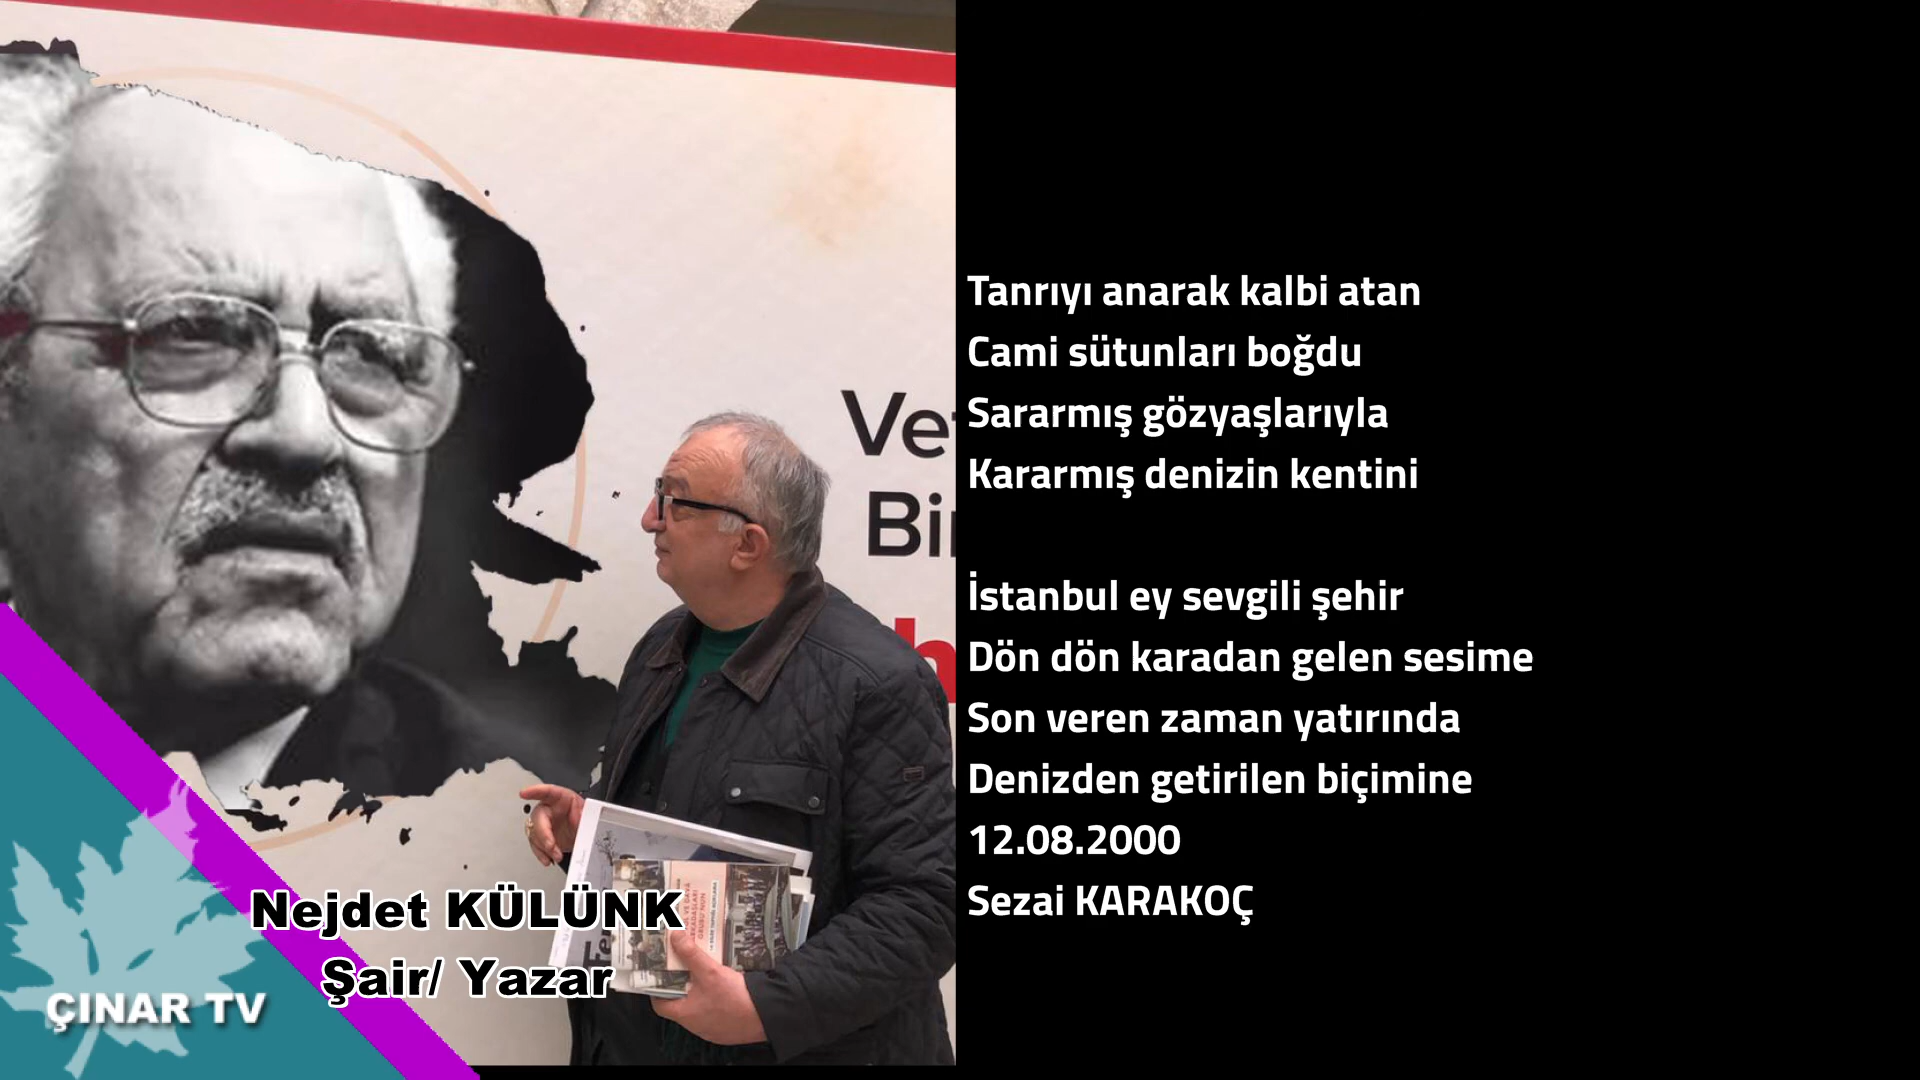 Tanrıyı anarak kalbi atan
Cami sütunları boğdu
Sararmış gözyaşlarıyla
Kararmış denizin kentini
İstanbul ey sevgili şehir
Dön dön karadan gelen sesime
Son veren zaman yatırında
Denizden getirilen biçimine
12.08.2000
Sezai KARAKOÇ
Nejdet KÜLÜNK
Şair/ Yazar
ÇINAR TV